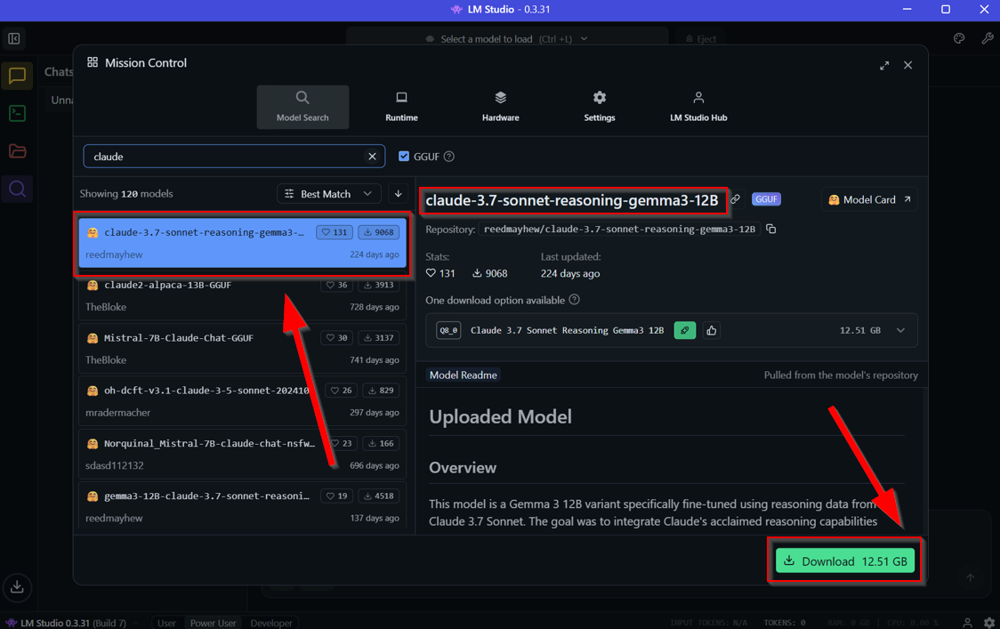 LM Studio - 0.3.31
Select a model to load (Ctrl +L)
Eject
Chats
Unna
Mission Control
Model Search
Runtime
Hardware
Settings
LM Studio Hub
claude
GGUF
Showing 120 models
Best Match
claude-3.7-sonnet-reasoning-gemma3-... 131 9068
reedmayhew 224 days ago
claude2-alpaca-13B-GGUF 36 3913
TheBloke 728 days ago
Mistral-7B-Claude-Chat-GGUF 30 3137
TheBloke 741 days ago
oh-dcft-v3.1-claude-3-5-sonnet-202410 26 829
mradermacher 297 days ago
Norquinal_Mistral-7B-claude-chat-nsfw... 23 166
sdasd112132 696 days ago
gemma3-12B-claude-3.7-sonnet-reasoni... 19 4518
reedmayhew 137 days ago
claude-3.7-sonnet-reasoning-gemma3-12B GGUF
Model Card
Repository: reedmayhew/claude-3.7-sonnet-reasoning-gemma3-12B
Stats: Last updated:
131 9068 224 days ago
One download option available
Q8_0 Claude 3.7 Sonnet Reasoning Gemma3 12B 12.51 GB
Model Readme Pulled from the model's repository
Uploaded Model
Overview
This model is a Gemma 3 12B variant specifically fine-tuned using reasoning data from
Claude 3.7 Sonnet. The goal was to integrate Claude's acclaimed reasoning capabilities
Download 12.51 GB
LM Studio 0.3.31 (Build 7)
User
Power User
Developer
INPUT TOKENS: N/A TOKENS: 0 RAM: 0 GB | CPU: 0.00 %